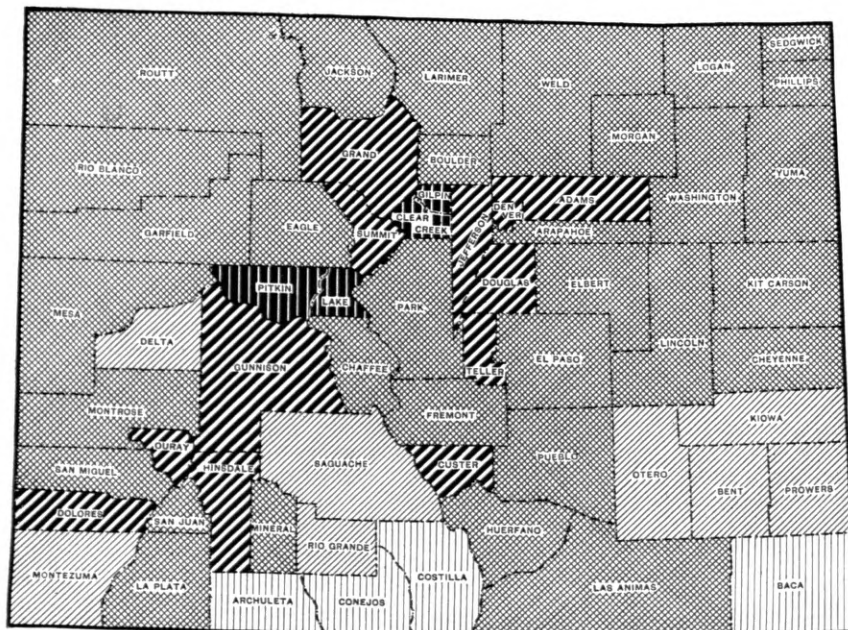 ROUTT
JACKSON
LARIMER
WELD
LOGAN
SEDGWICK
PHILLIPS
MORGAN
GRAND
BOULDER
RIO BLANCO
WASHINGTON
YUMA
GILPIN
ADAMS
DEN
VER
CLEAR
CREEK
JEFFERSON
ARAPAHOE
GARFIELD
EAGLE
SUMMIT
PITKIN
LAKE
DOUGLAS
ELBERT
KIT CARSON
MESA
PARK
DELTA
LINCOLN
EL PASO
CHEYENNE
GUNNISON
CHAFFEE
TELLER
MONTROSE
FREMONT
KIOWA
OURAY
SAN MIGUEL
HINSDALE
SAGUACHE
CUSTER
PUEBLO
OTERO
BENT
PROWERS
DOLORES
SAN JUAN
MINERAL
RIO GRANDE
HUERFANO
MONTEZUMA
LA PLATA
ARCHULETA
CONEJOS
COSTILLA
LAS ANIMAS
BACA